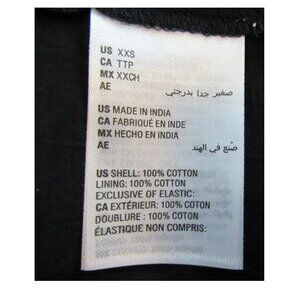 US XXS
CA TTP
MX XXCH
AE صغير جدا بدرجتي
US MADE IN INDIA
CA FABRIQUÉ EN INDE
MX HECHO EN INDIA
AE صنع في الهند
US SHELL: 100% COTTON
LINING: 100% COTTON
EXCLUSIVE OF ELASTIC:
CA EXTÉRIEUR: 100% COTON
DOUBLURE : 100% COTON
ÉLASTIQUE NON COMPRIS: